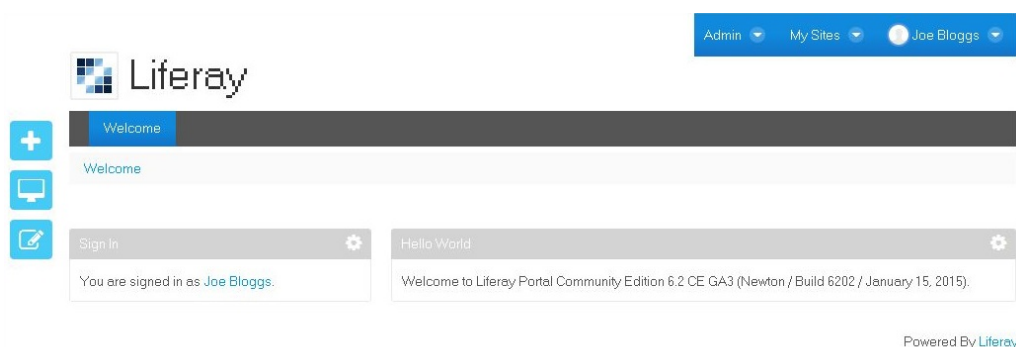 Admin My Sites Joe Bloggs
Liferay
Welcome
Welcome
Sign In
You are signed in as Joe Bloggs.
Hello World
Welcome to Liferay Portal Community Edition 6.2 CE GA3 (Newton / Build 6202 / January 15, 2015).
Powered By Liferay